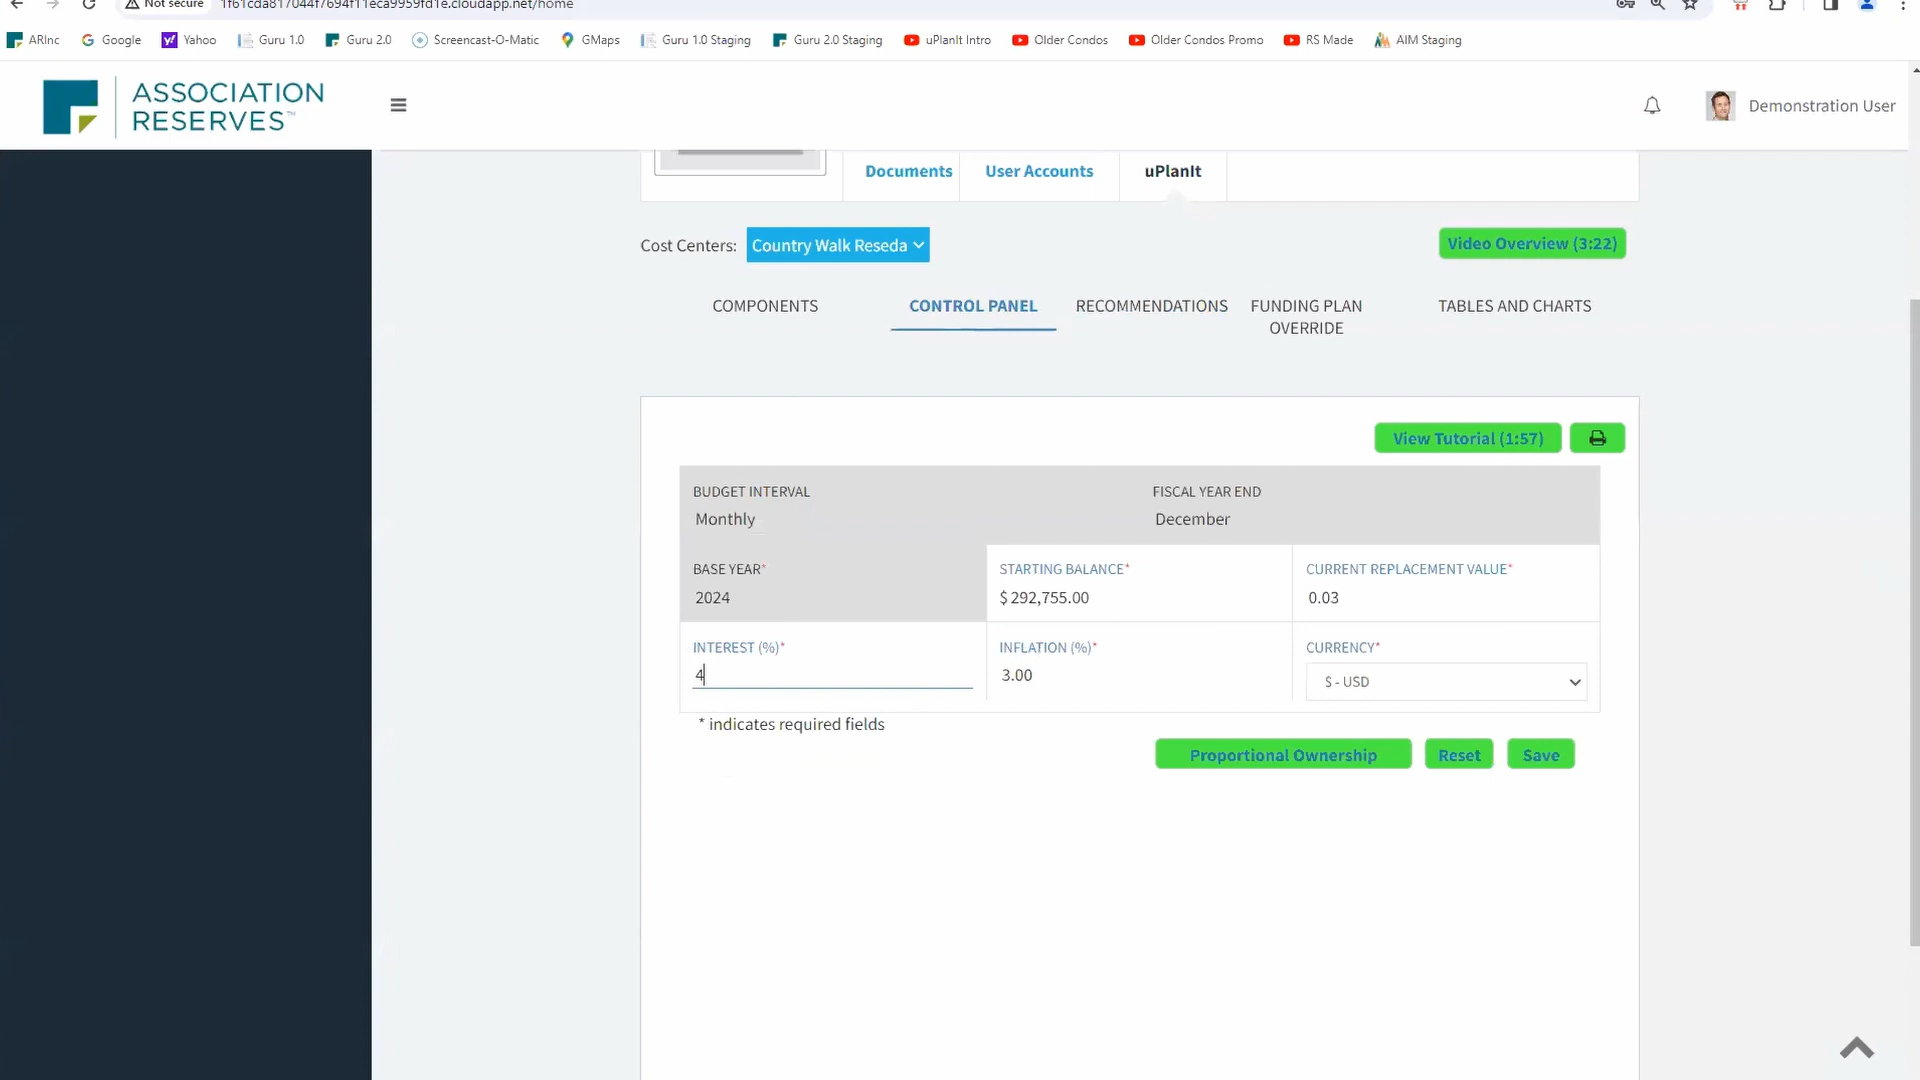 Not secure 1f61cda817044f7694f11eca9959fd1e.cloudapp.net/home
ARInc Google Yahoo Guru 1.0 Guru 2.0 Screencast-O-Matic GMaps Guru 1.0 Staging Guru 2.0 Staging uPlanIt Intro Older Condos Older Condos Promo RS Made AIM Staging
ASSOCIATION
RESERVES™
Demonstration User
Documents User Accounts uPlanIt
Cost Centers: Country Walk Reseda Video Overview (3:22)
COMPONENTS CONTROL PANEL RECOMMENDATIONS FUNDING PLAN OVERRIDE TABLES AND CHARTS
View Tutorial (1:57)
BUDGET INTERVAL FISCAL YEAR END
Monthly December
BASE YEAR* STARTING BALANCE* CURRENT REPLACEMENT VALUE*
2024 $ 292,755.00 0.03
INTEREST (%)* INFLATION (%)* CURRENCY*
4 3.00 $ - USD
* indicates required fields
Proportional Ownership Reset Save